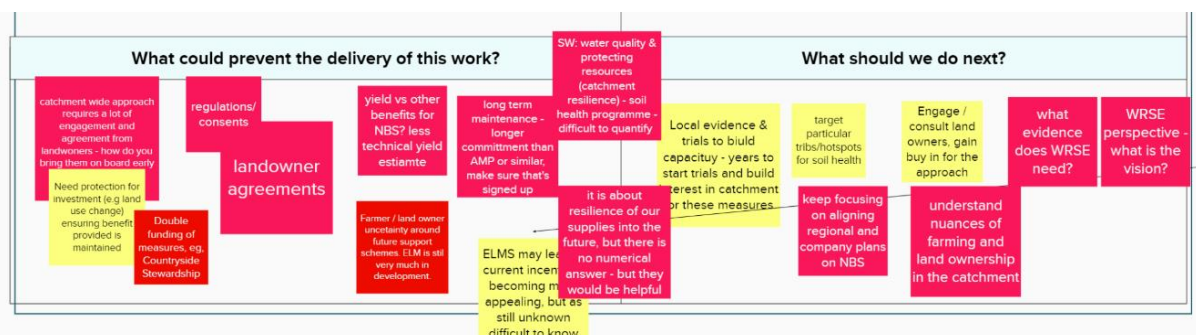 What could prevent the delivery of this work?
catchment wide approach
requires a lot of
engagement and
agreement from
landwoners - how do you
bring them on board early
Need protection for
investment (e.g land
use change)
ensuring benefit
provided is
maintained
Double
funding of
measures, eg,
Countryside
Stewardship
regulations/
consents
landowner
agreements
yield vs other
benefits for
NBS? less
technical yield
estiamte
Farmer / land owner
uncertainty around
future support
schemes. ELM is stil
very much in
development.
long term
maintenance -
longer
committment than
AMP or similar,
make sure that's
signed up
ELMS may
current
becoming
appealing, but as
still unknown
difficult to know
SW: water quality &
protecting
resources
(catchment
resilience) - soil
health programme -
difficult to quantify
it is about
resilience of our
supplies into the
future, but there is
no numerical
answer - but they
would be helpful
What should we do next?
Local evidence &
trials to biuld
capacituy - years to
start trials and build
in catchment
these measures
target
particular
tribs/hotspots
for soil health
keep focusing
on aligning
regional and
company plans
on NBS
Engage /
consult land
owners, gain
buy in for the
approach
understand
nuances of
farming and
land ownership
in the catchment
what
evidence
does WRSE
need?
WRSE
perspective -
what is the
vision?